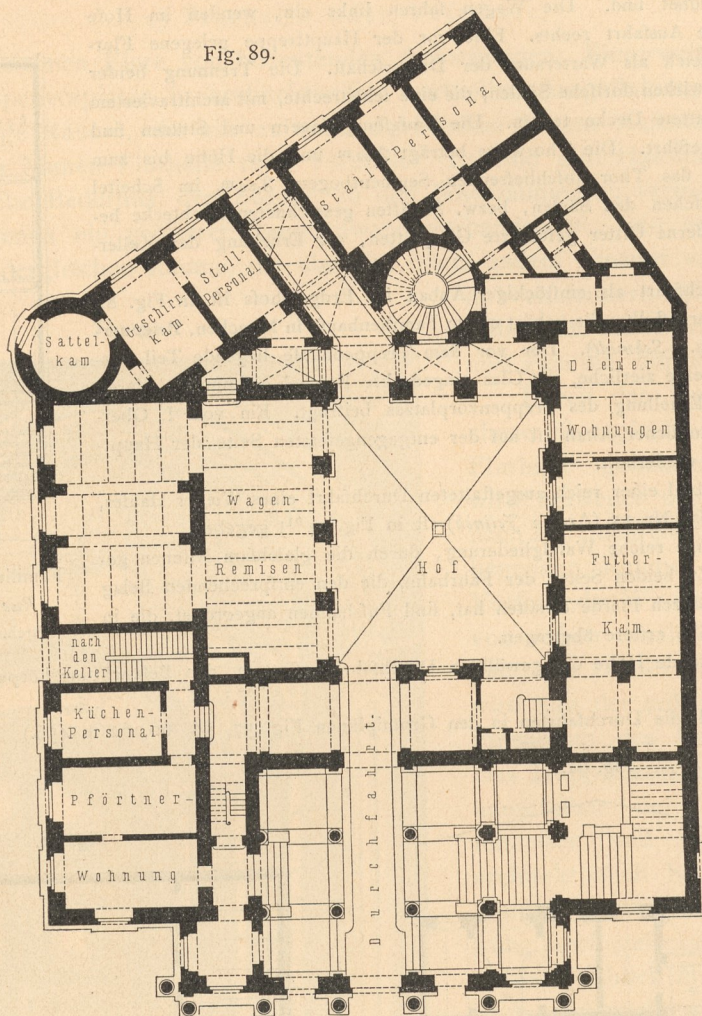 Fig. 89.
Stall-Personal
Stall-
Personal
Geschirr-
Kam
Sattel-
kam
Diener-
Wohnungen
Wagen-
Remisen
Hof
Futter-
Kam.
nach
den
Keller
Küchen-
Personal
Pförtner-
Wohnung
Durchfahrt.